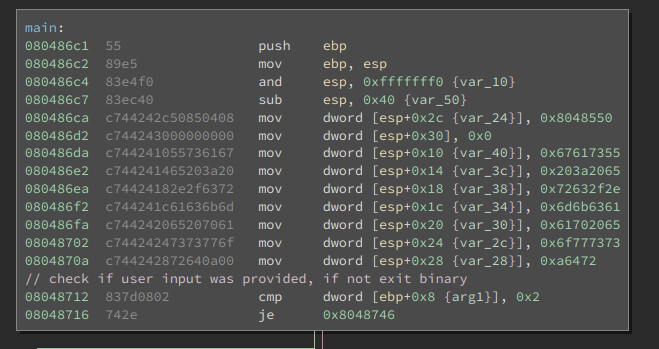 main:
080486c1 55 push ebp
080486c2 89e5 mov ebp, esp
080486c4 83e4f0 and esp, 0xfffffff0 {var_10}
080486c7 83ec40 sub esp, 0x40 {var_50}
080486ca c744242c50850408 mov dword [esp+0x2c {var_24}], 0x8048550
080486d2 c744243000000000 mov dword [esp+0x30], 0x0
080486da c744241055736167 mov dword [esp+0x10 {var_40}], 0x67617355
080486e2 c744241465203a20 mov dword [esp+0x14 {var_3c}], 0x203a2065
080486ea c74424182e2f6372 mov dword [esp+0x18 {var_38}], 0x72632f2e
080486f2 c744241c61636b6d mov dword [esp+0x1c {var_34}], 0x6d6b6361
080486fa c744242065207061 mov dword [esp+0x20 {var_30}], 0x61702065
08048702 c74424247373776f mov dword [esp+0x24 {var_2c}], 0x6f777373
0804870a c744242872640a00 mov dword [esp+0x28 {var_28}], 0xa6472
// check if user input was provided, if not exit binary
08048712 837d0802 cmp dword [ebp+0x8 {arg1}], 0x2
08048716 742e je 0x8048746